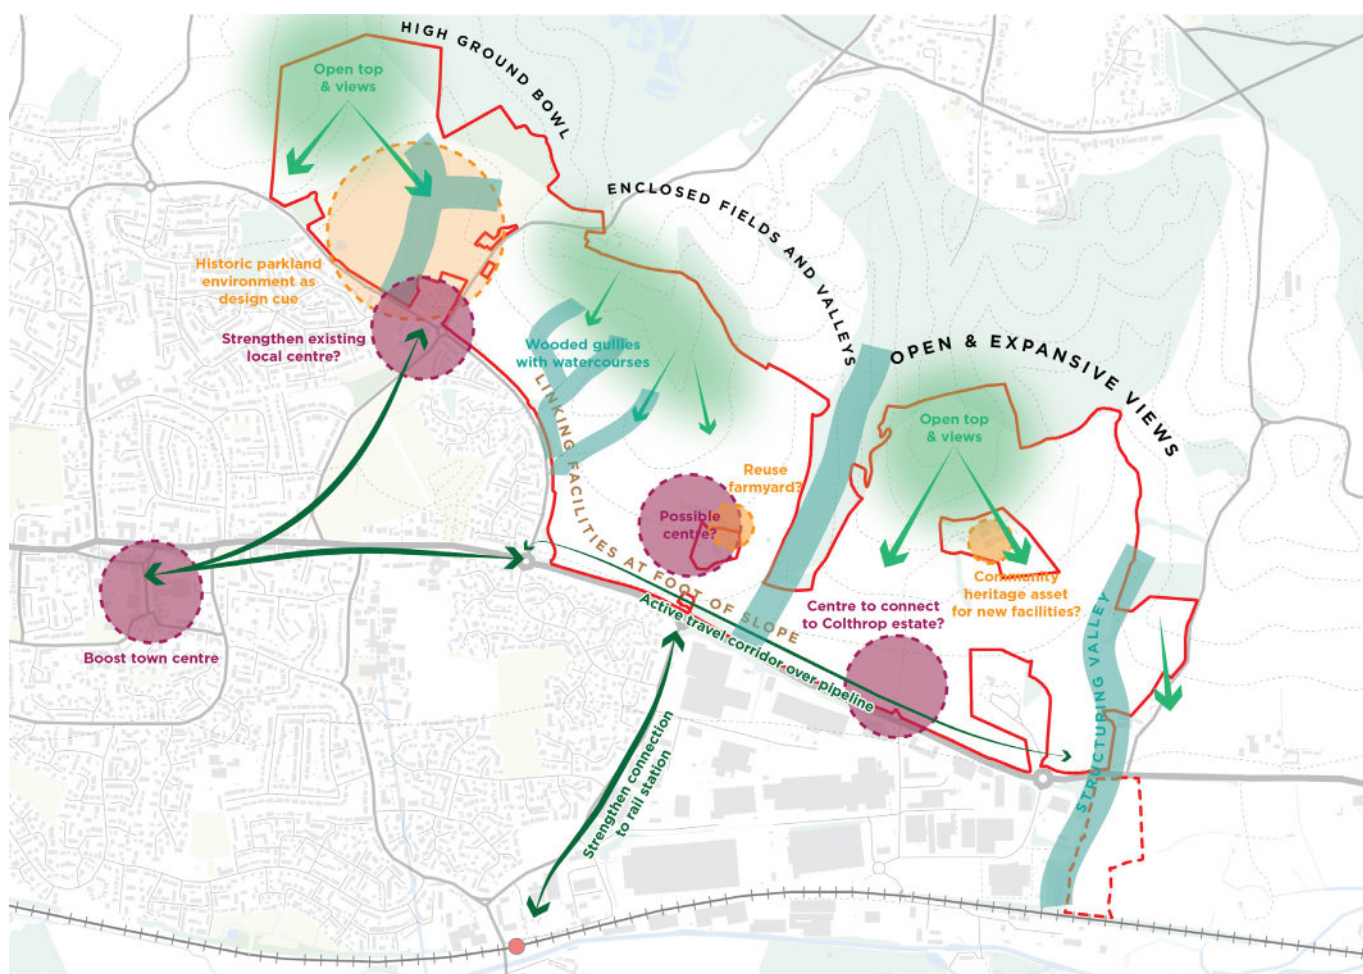 HIGH GROUND BOWL
Open top
& views
ENCLOSED FIELDS AND VALLEYS
Historic parkland
environment as
design cue
Strengthen existing
local centre?
Wooded gullies
with watercourses
OPEN & EXPANSIVE VIEWS
Open top
& views
LINKING FACILITIES AT FOOT OF SLOPE
Reuse
farmyard?
Possible
centre?
Community
heritage asset
for new facilities?
Centre to connect
to Colthrop estate?
Active travel corridor over pipeline
Boost town centre
STRUCTURING VALLEY
Strengthen connection
to rail station